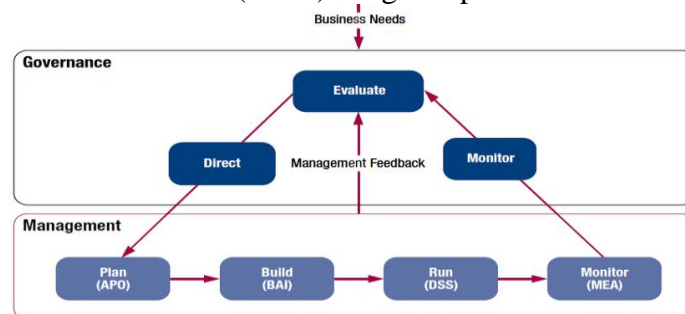 Business Needs
Governance
Evaluate
Direct
Management Feedback
Monitor
Management
Plan
(APO)
Build
(BAI)
Run
(DSS)
Monitor
(MEA)